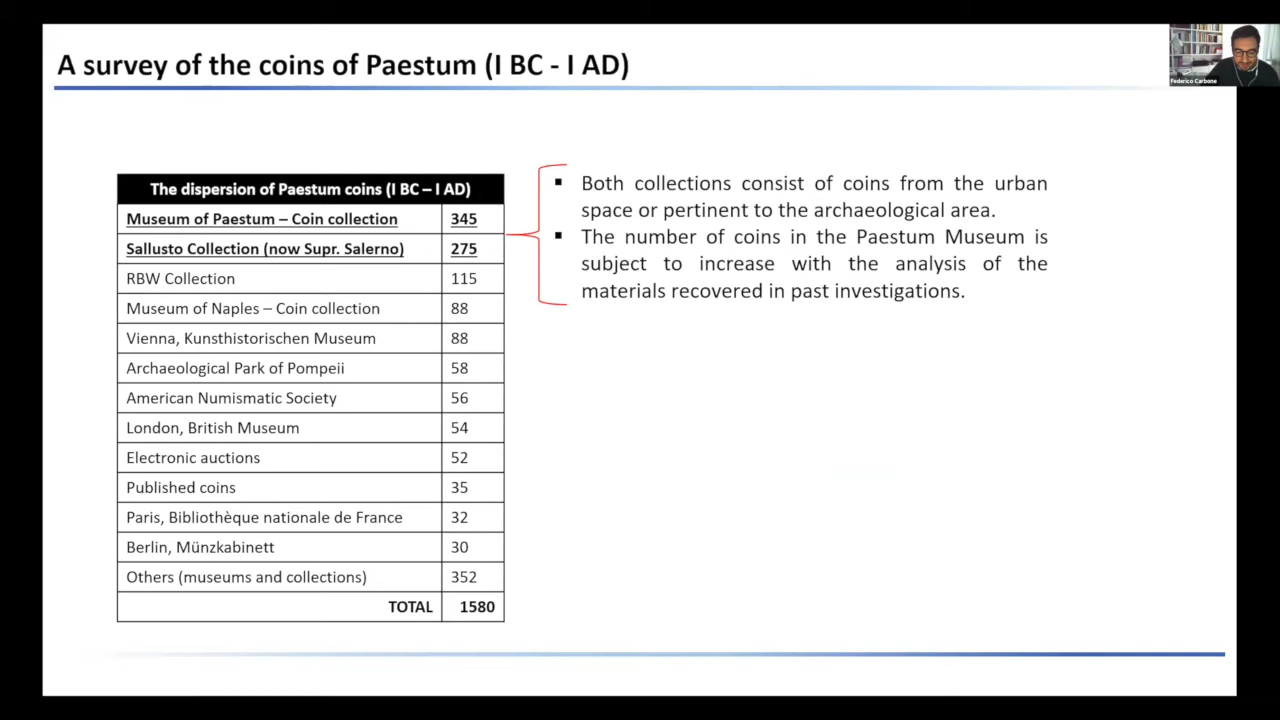 A survey of the coins of Paestum (I BC - I AD)
Federico Carbone
The dispersion of Paestum coins (I BC – I AD)
Museum of Paestum – Coin collection 345
Sallusto Collection (now Supr. Salerno) 275
RBW Collection 115
Museum of Naples – Coin collection 88
Vienna, Kunsthistorischen Museum 88
Archaeological Park of Pompeii 58
American Numismatic Society 56
London, British Museum 54
Electronic auctions 52
Published coins 35
Paris, Bibliothèque nationale de France 32
Berlin, Münzkabinett 30
Others (museums and collections) 352
TOTAL 1580
▪ Both collections consist of coins from the urban
space or pertinent to the archaeological area.
▪ The number of coins in the Paestum Museum is
subject to increase with the analysis of the
materials recovered in past investigations.